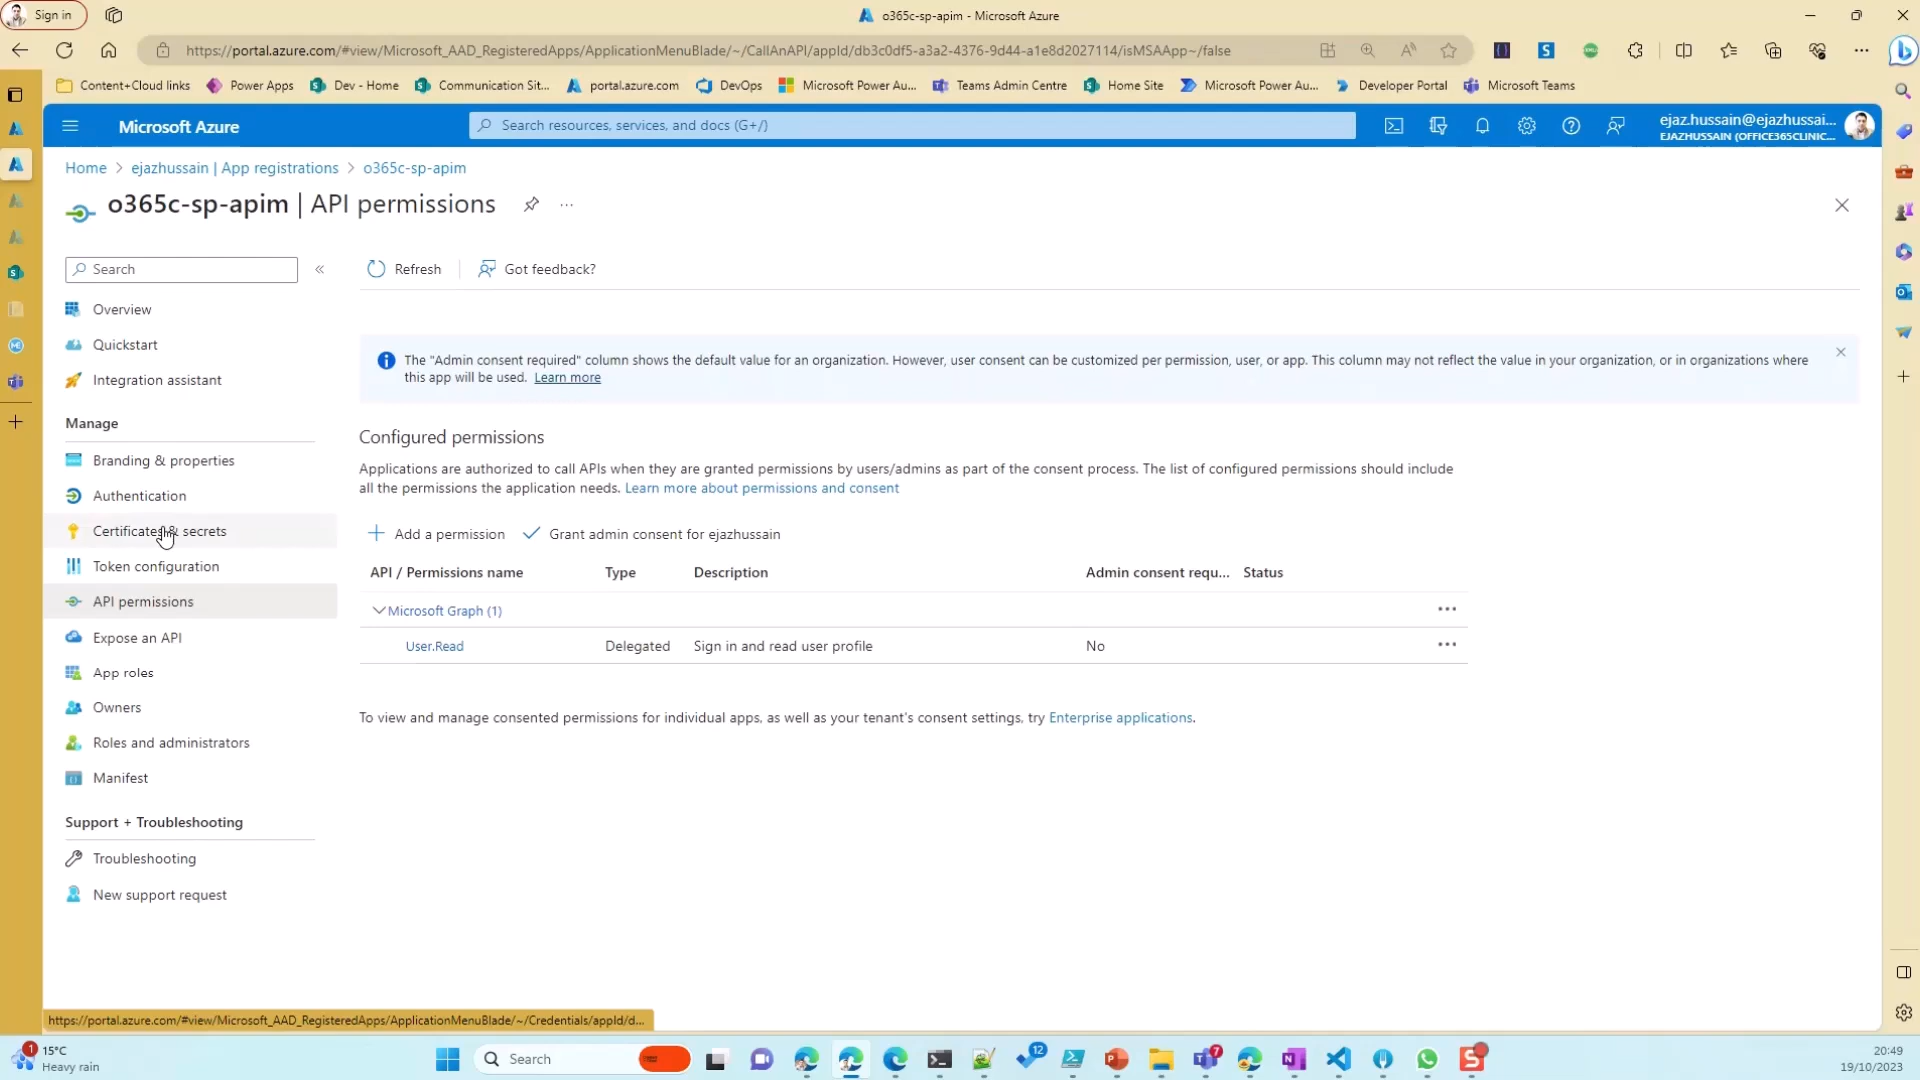 Sign in
o365c-sp-apim - Microsoft Azure
https://portal.azure.com/#view/Microsoft_AAD_RegisteredApps/ApplicationMenuBlade/~/CallAnAPI/appId/db3c0df5-a3a2-4376-9d44-a1e8d2027114/isMSAApp~/false
Content+Cloud links
Power Apps
Dev - Home
Communication Sit...
portal.azure.com
DevOps
Microsoft Power Au...
Teams Admin Centre
Home Site
Microsoft Power Au...
Developer Portal
Microsoft Teams
Microsoft Azure
Search resources, services, and docs (G+/)
ejaz.hussain@ejazhussai...
EJAZHUSSAIN (OFFICE365CLINIC...
Home > ejazhussain | App registrations > o365c-sp-apim
o365c-sp-apim | API permissions
Search
Refresh
Got feedback?
Overview
Quickstart
Integration assistant
Manage
Branding & properties
Authentication
Certificates & secrets
Token configuration
API permissions
Expose an API
App roles
Owners
Roles and administrators
Manifest
Support + Troubleshooting
Troubleshooting
New support request
The "Admin consent required" column shows the default value for an organization. However, user consent can be customized per permission, user, or app. This column may not reflect the value in your organization, or in organizations where
this app will be used. Learn more
Configured permissions
Applications are authorized to call APIs when they are granted permissions by users/admins as part of the consent process. The list of configured permissions should include
all the permissions the application needs. Learn more about permissions and consent
Add a permission
Grant admin consent for ejazhussain
API / Permissions name Type Description Admin consent requ... Status
Microsoft Graph (1)
User.Read Delegated Sign in and read user profile No
To view and manage consented permissions for individual apps, as well as your tenant's consent settings, try Enterprise applications.
https://portal.azure.com/#view/Microsoft_AAD_RegisteredApps/ApplicationMenuBlade/~/Credentials/appId/d...
1
15°C
Heavy rain
Search
12
7
20:49
19/10/2023